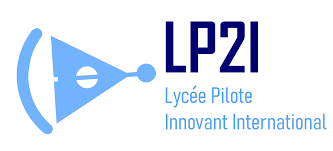 LP2I
Lycée Pilote
Innovant International